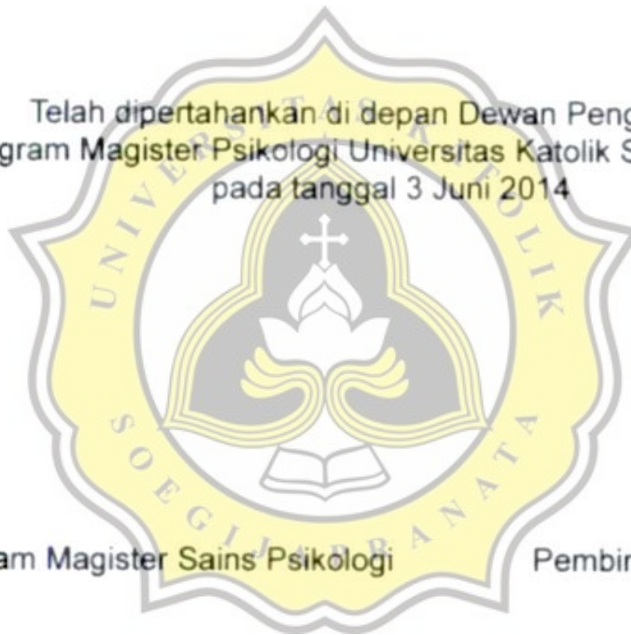 Telah dipertahankan di depan Dewan Peng
gram Magister Psikologi Universitas Katolik S
pada tanggal 3 Juni 2014
UNIVERSITAS KATOLIK
SOEGIJAPRANATA
am Magister Sains Psikologi Pembin